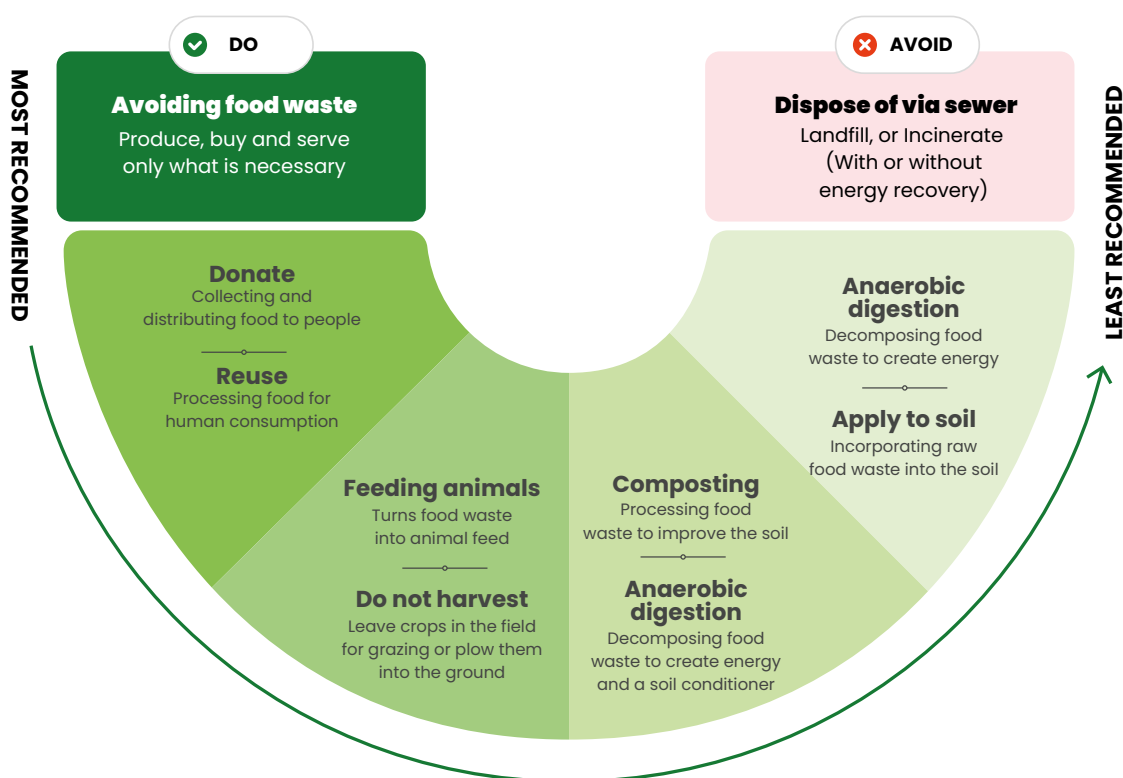 DO
Avoiding food waste
Produce, buy and serve
only what is necessary
AVOID
Dispose of via sewer
Landfill, or Incinerate
(With or without
energy recovery)
MOST RECOMMENDED
LEAST RECOMMENDED
Donate
Collecting and
distributing food to people
Reuse
Processing food for
human consumption
Feeding animals
Turns food waste
into animal feed
Do not harvest
Leave crops in the field
for grazing or plow them
into the ground
Composting
Processing food
waste to improve the soil
Anaerobic
digestion
Decomposing food
waste to create energy
and a soil conditioner
Anaerobic
digestion
Decomposing food
waste to create energy
Apply to soil
Incorporating raw
food waste into the soil